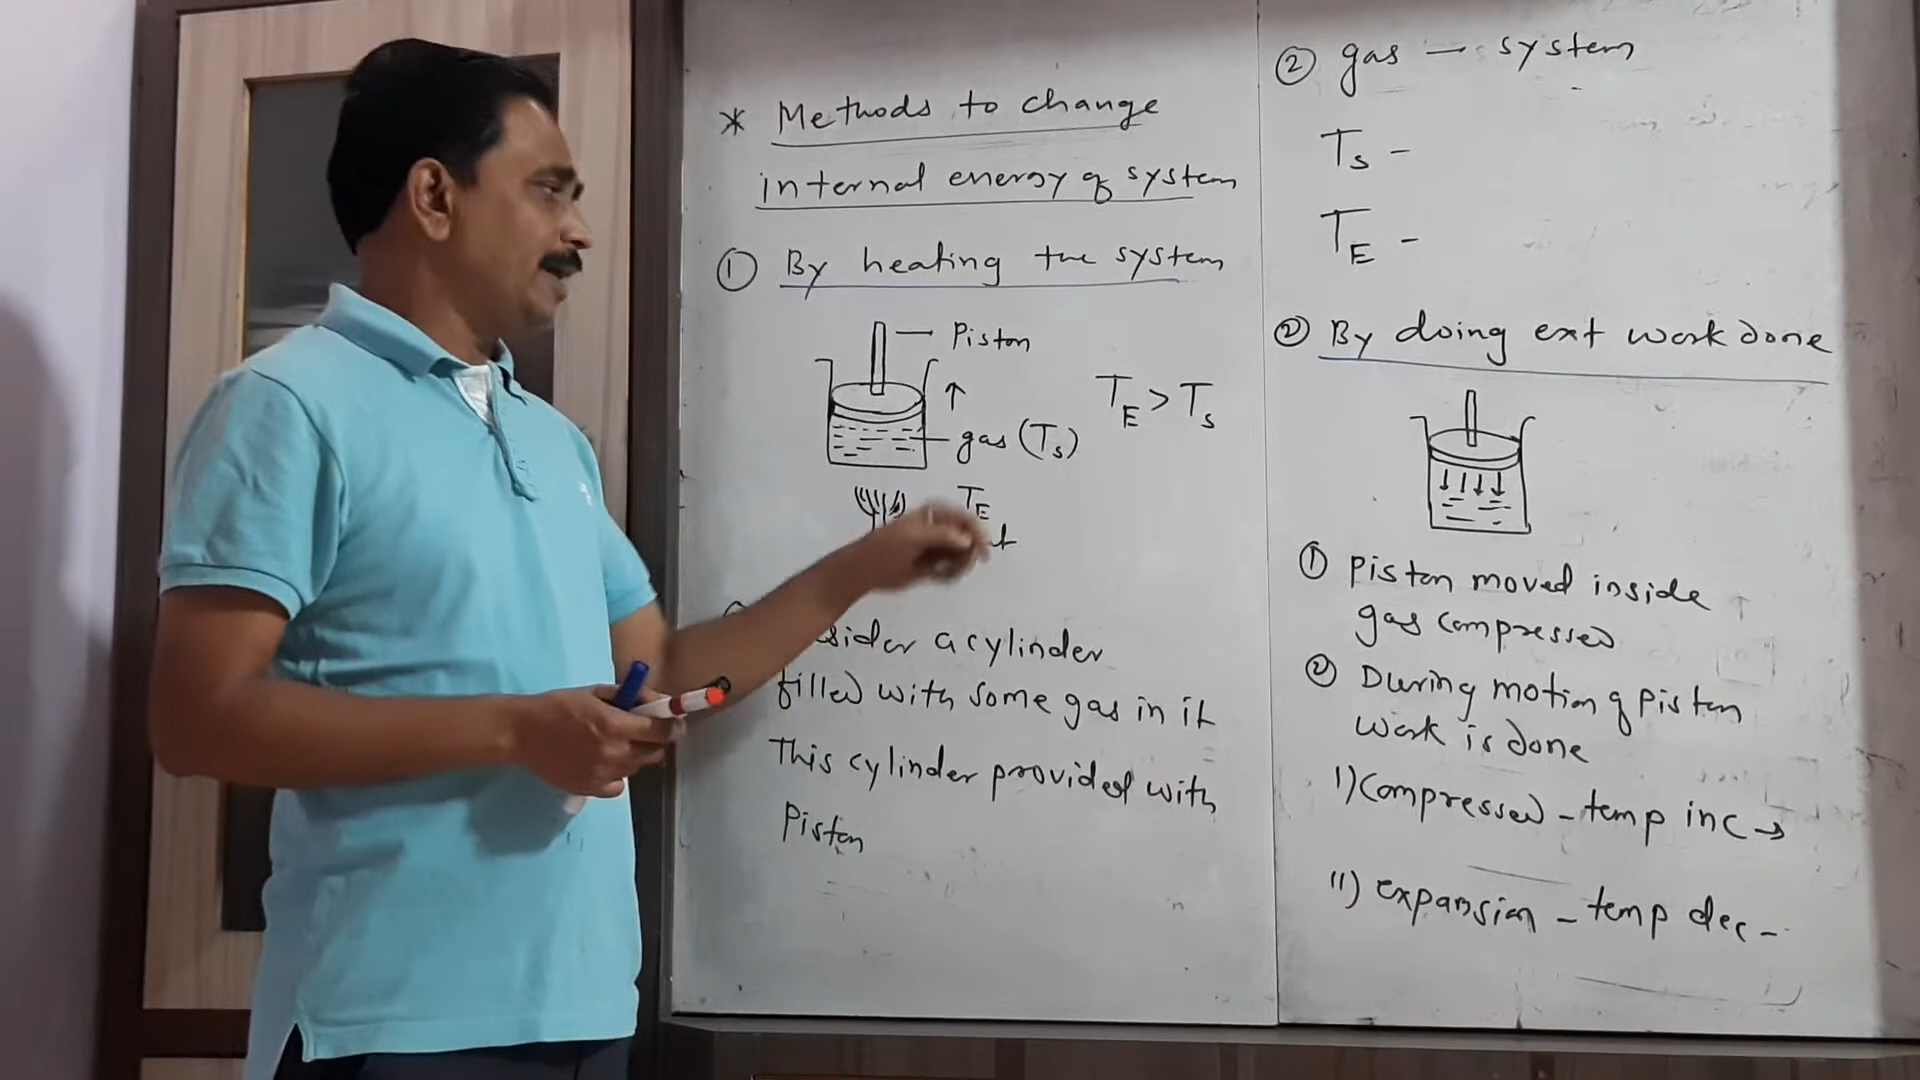 * Methods to change
internal energy of system
① By heating the system
Piston
gas (Ts)
TE > Ts
TE
a cylinder
filled with some gas in it
This cylinder provided with
Piston
② gas — system
Ts -
TE -
② By doing ext work done
① piston moved inside
gas compressed
② During motion of piston
work is done
I) Compressed - temp inc →
II) expansion - temp dec -